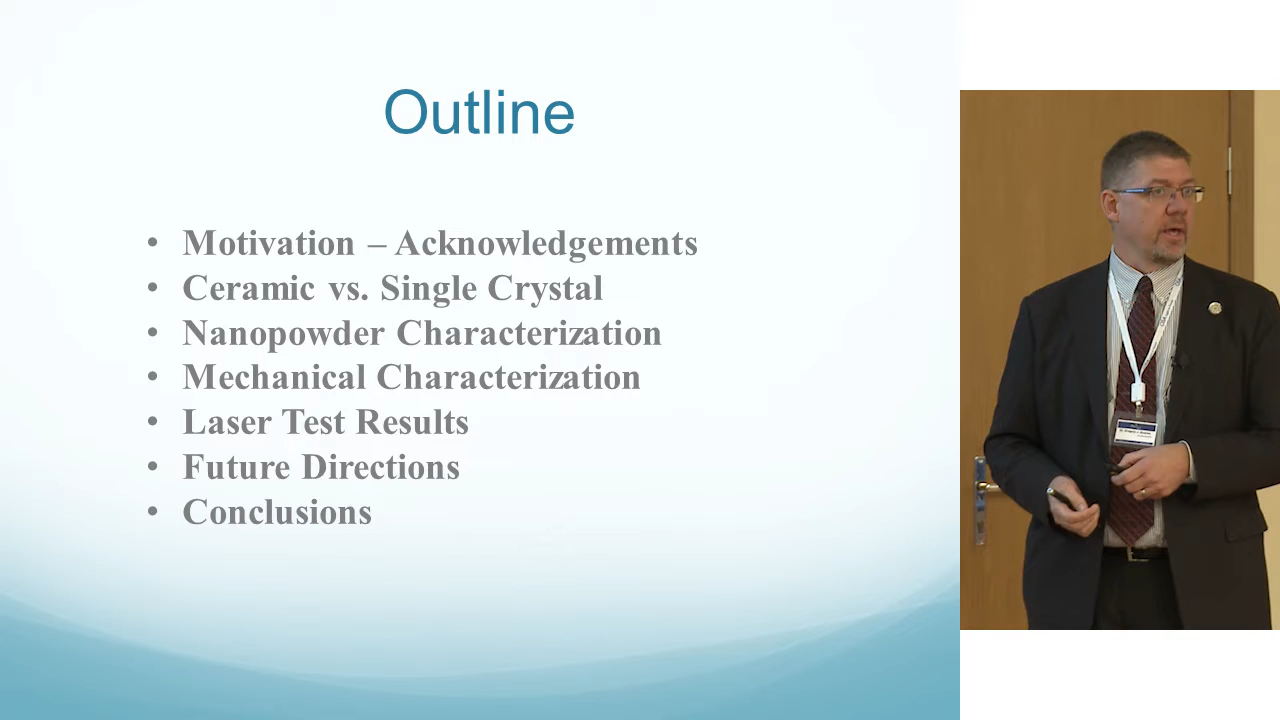 Outline
• Motivation – Acknowledgements
• Ceramic vs. Single Crystal
• Nanopowder Characterization
• Mechanical Characterization
• Laser Test Results
• Future Directions
• Conclusions